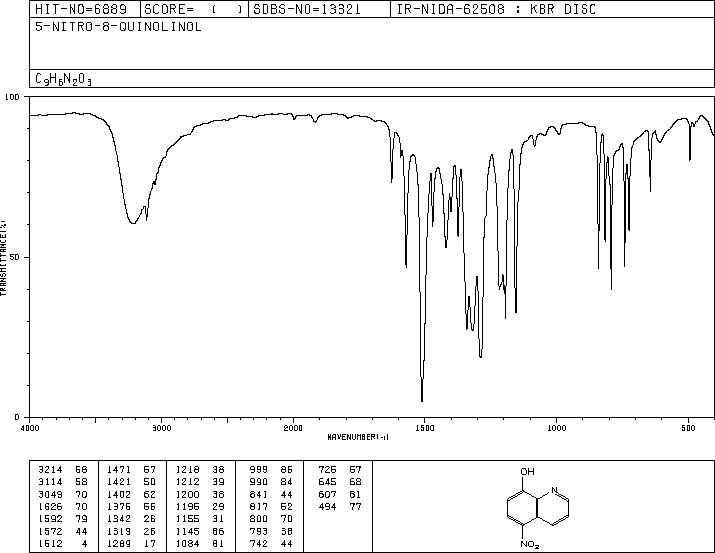 HIT-NO=6889 SCORE= ( ) SDBS-NO=13321 IR-NIDA-62508 : KBR DISC
5-NITRO-8-QUINOLINOL
C9H6N2O3
100
50
0
TRANSMITTANCE(%)
4000 3000 2000 1500 1000 500
WAVENUMBER(-1)
3214 58 1471 57 1218 38 999 86 726 57
3114 58 1421 50 1212 39 990 84 645 68
3049 70 1402 62 1200 38 841 44 607 81
1626 70 1376 55 1196 29 817 52 494 77
1592 79 1342 26 1155 31 800 70
1572 44 1319 26 1145 86 793 38
1512 4 1289 17 1084 81 742 44
OH
N
NO2